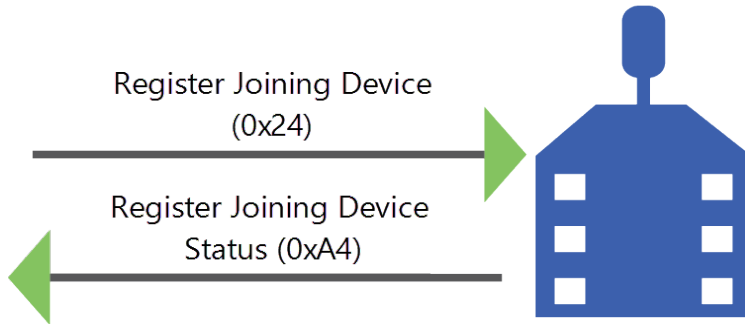 Register Joining Device
(0x24)
Register Joining Device
Status (0xA4)